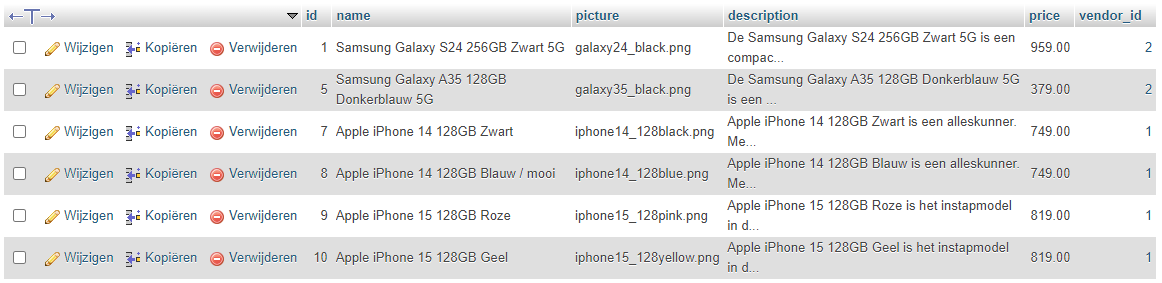 id name picture description price vendor_id
Wijzigen Kopiëren Verwijderen 1 Samsung Galaxy S24 256GB Zwart 5G galaxy24_black.png De Samsung Galaxy S24 256GB Zwart 5G is een 959.00 2
compac...
Wijzigen Kopiëren Verwijderen 5 Samsung Galaxy A35 128GB galaxy35_black.png De Samsung Galaxy A35 128GB Donkerblauw 5G 379.00 2
Donkerblauw 5G is een ...
Wijzigen Kopiëren Verwijderen 7 Apple iPhone 14 128GB Zwart iphone14_128black.png Apple iPhone 14 128GB Zwart is een alleskunner. 749.00 1
Me...
Wijzigen Kopiëren Verwijderen 8 Apple iPhone 14 128GB Blauw / mooi iphone14_128blue.png Apple iPhone 14 128GB Blauw is een alleskunner. 749.00 1
Me...
Wijzigen Kopiëren Verwijderen 9 Apple iPhone 15 128GB Roze iphone15_128pink.png Apple iPhone 15 128GB Roze is het instapmodel 819.00 1
in d...
Wijzigen Kopiëren Verwijderen 10 Apple iPhone 15 128GB Geel iphone15_128yellow.png Apple iPhone 15 128GB Geel is het instapmodel 819.00 1
in d...